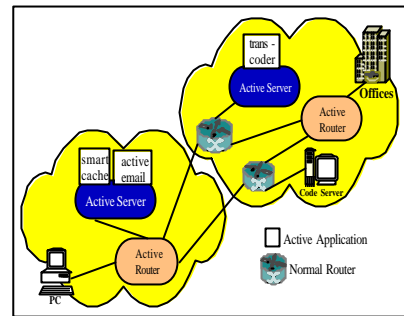 trans -
coder
Active Server
Offices
Active
Router
smart
cache
active
email
Active Server
Code Server
Active
Router
PC
Active Application
Normal Router